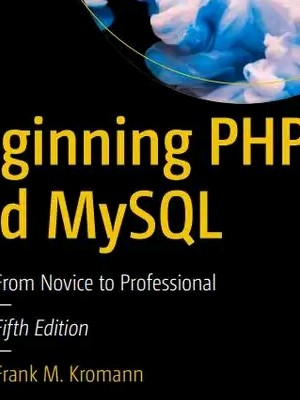 ginning PHP
d MySQL
From Novice to Professional
Fifth Edition
Frank M. Kromann